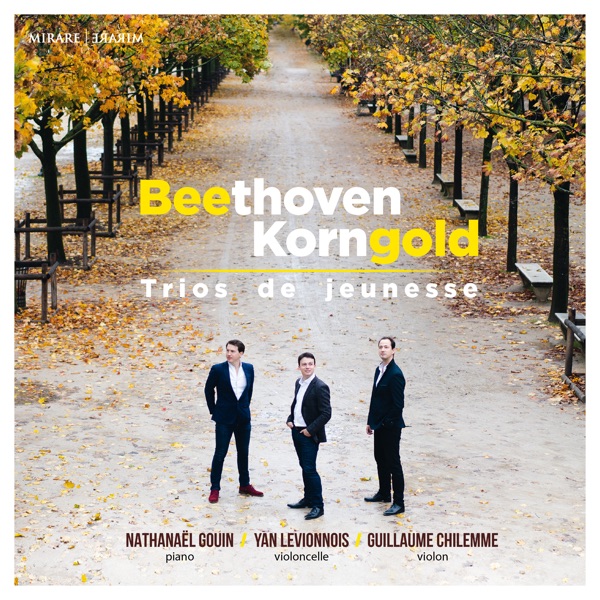 MIRARE | MIRARE
Beethoven
Korngold
Trios de jeunesse
NATHANAËL GOUIN / YAN LEVIONNOIS / GUILLAUME CHILEMME
piano violoncelle violon